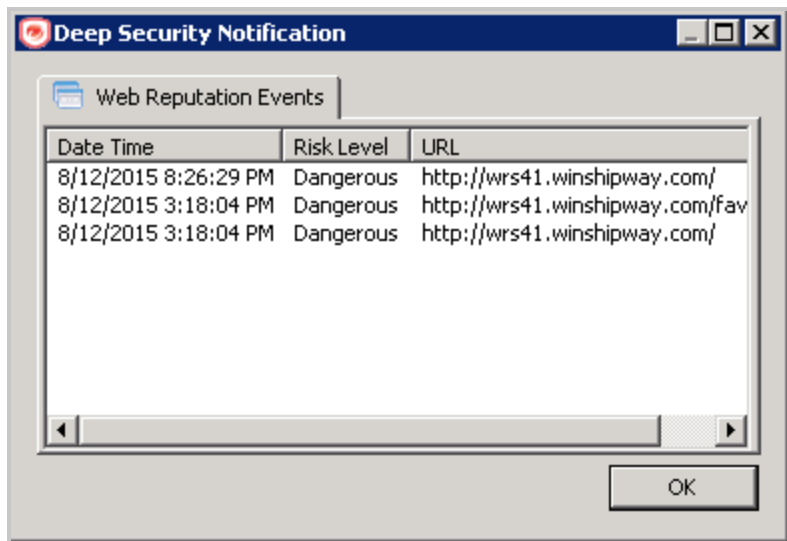 Deep Security Notification
Web Reputation Events
Date Time Risk Level URL
8/12/2015 8:26:29 PM Dangerous http://wrs41.winshipway.com/
8/12/2015 3:18:04 PM Dangerous http://wrs41.winshipway.com/fav
8/12/2015 3:18:04 PM Dangerous http://wrs41.winshipway.com/
OK